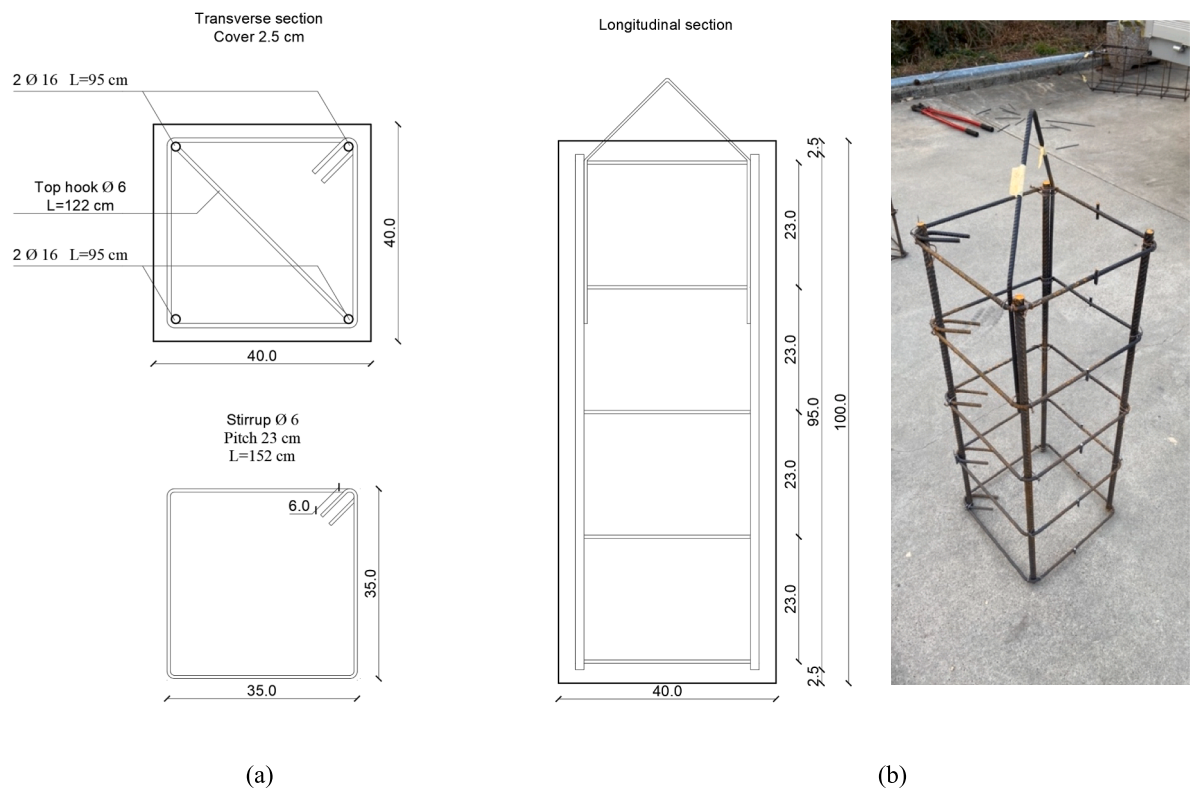 Transverse section
Cover 2.5 cm
2 Ø 16 L=95 cm
Top hook Ø 6
L=122 cm
2 Ø 16 L=95 cm
40.0
40.0
Stirrup Ø 6
Pitch 23 cm
L=152 cm
6.0
35.0
35.0
(a)
Longitudinal section
2.5
23.0
23.0
23.0
23.0
95.0
100.0
2.5
40.0
(b)